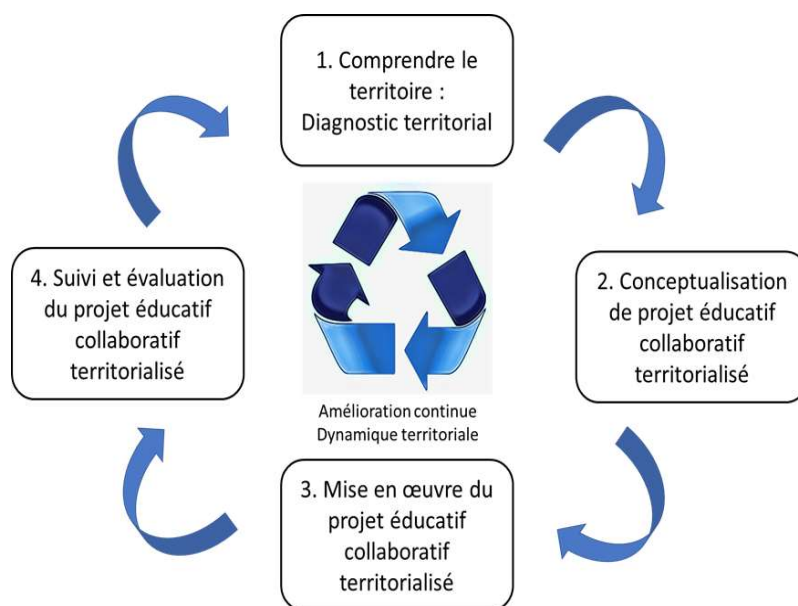 1. Comprendre le
territoire :
Diagnostic territorial
2. Conceptualisation
de projet éducatif
collaboratif
territorialisé
3. Mise en œuvre du
projet éducatif
collaboratif
territorialisé
4. Suivi et évaluation
du projet éducatif
collaboratif
territorialisé
Amélioration continue
Dynamique territoriale